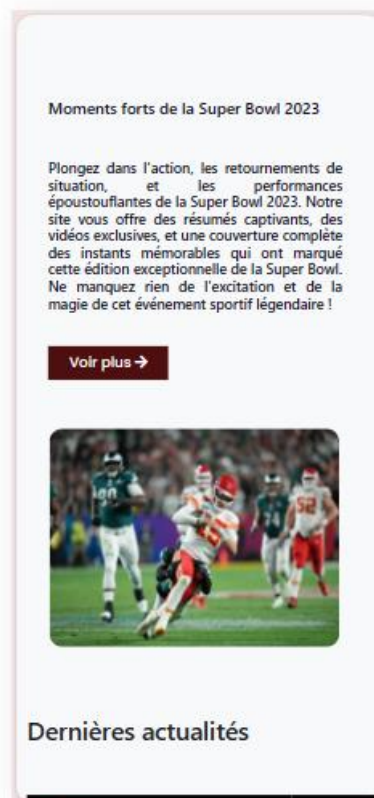 Moments forts de la Super Bowl 2023
Plongez dans l'action, les retournements de
situation, et les performances
époustouflantes de la Super Bowl 2023. Notre
site vous offre des résumés captivants, des
vidéos exclusives, et une couverture complète
des instants mémorables qui ont marqué
cette édition exceptionnelle de la Super Bowl.
Ne manquez rien de l'excitation et de la
magie de cet événement sportif légendaire !
Voir plus →
Dernières actualités